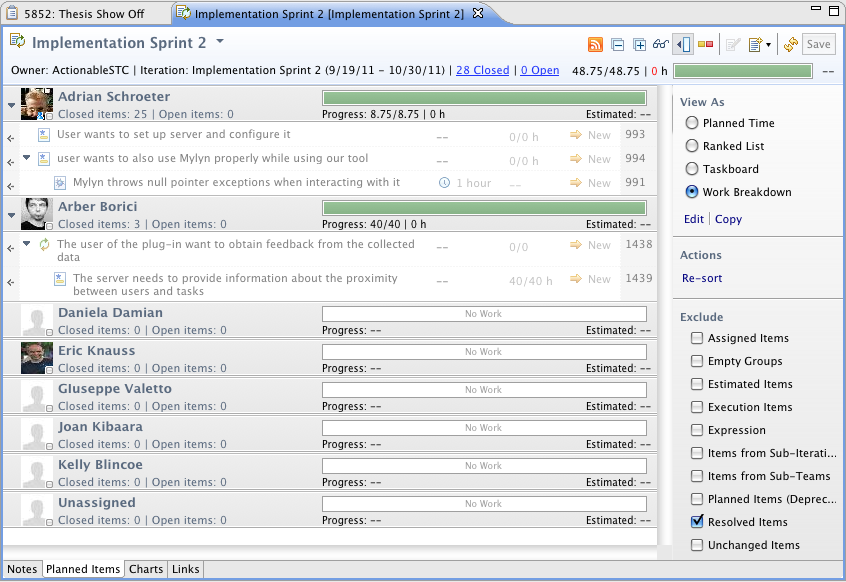 5852: Thesis Show Off
Implementation Sprint 2 [Implementation Sprint 2]
Implementation Sprint 2
Save
Owner: ActionableSTC | Iteration: Implementation Sprint 2 (9/19/11 - 10/30/11) | 28 Closed | 0 Open 48.75/48.75 | 0 h --
Adrian Schroeter
Closed items: 25 | Open items: 0 Progress: 8.75/8.75 | 0 h Estimated: --
User wants to set up server and configure it -- 0/0 h New 993
user wants to also use Mylyn properly while using our tool -- 0/0 h New 994
Mylyn throws null pointer exceptions when interacting with it 1 hour -- New 991
Arber Borici
Closed items: 3 | Open items: 0 Progress: 40/40 | 0 h Estimated: --
The user of the plug-in want to obtain feedback from the collected
data -- 0/0 New 1438
The server needs to provide information about the proximity
between users and tasks -- 40/40 h New 1439
Daniela Damian No Work
Closed items: 0 | Open items: 0 Progress: -- Estimated: --
Eric Knauss No Work
Closed items: 0 | Open items: 0 Progress: -- Estimated: --
GIuseppe Valetto No Work
Closed items: 0 | Open items: 0 Progress: -- Estimated: --
Joan Kibaara No Work
Closed items: 0 | Open items: 0 Progress: -- Estimated: --
Kelly Blincoe No Work
Closed items: 0 | Open items: 0 Progress: -- Estimated: --
Unassigned No Work
Closed items: 0 | Open items: 0 Progress: -- Estimated: --
View As
Planned Time
Ranked List
Taskboard
Work Breakdown
Edit | Copy
Actions
Re-sort
Exclude
Assigned Items
Empty Groups
Estimated Items
Execution Items
Expression
Items from Sub-Iterati...
Items from Sub-Teams
Planned Items (Deprec...
Resolved Items
Unchanged Items
Notes Planned Items Charts Links